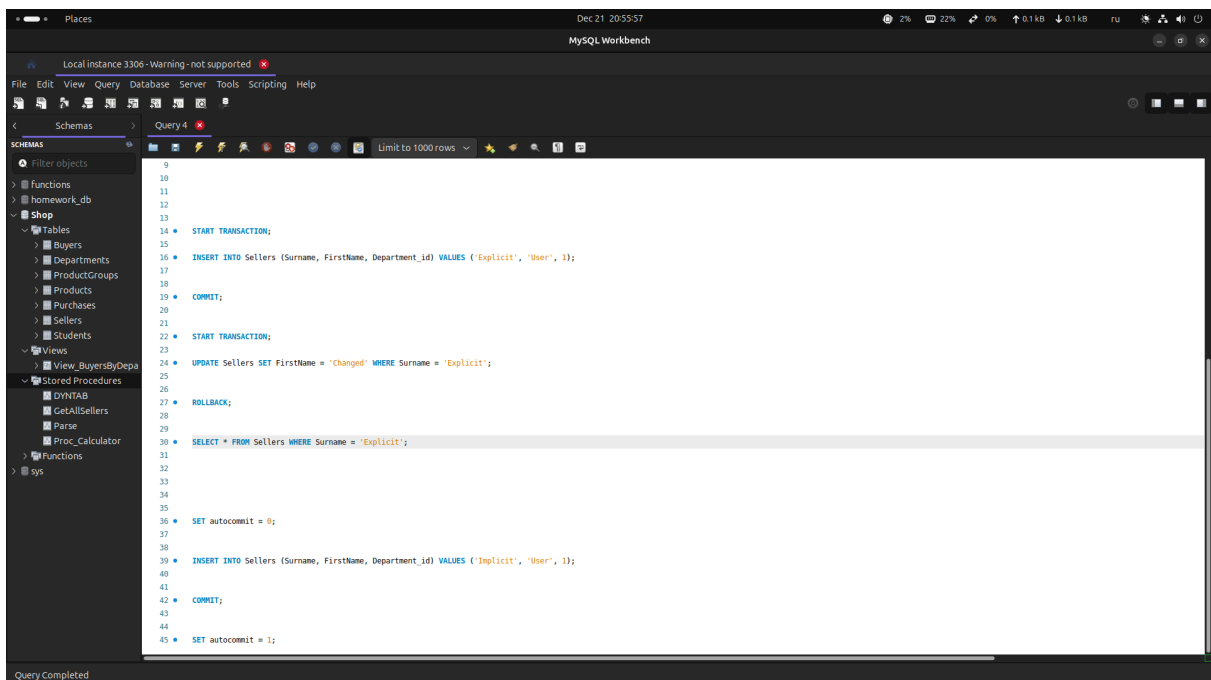 Places
Dec 21 20:55:57
2% 22% 0% 0.1 kB 0.1 kB ru
MySQL Workbench
Local instance 3306 - Warning - not supported
File Edit View Query Database Server Tools Scripting Help
Schemas
Query 4
SCHEMAS
Limit to 1000 rows
Filter objects
functions
homework_db
Shop
Tables
Buyers
Departments
ProductGroups
Products
Purchases
Sellers
Students
Views
View_BuyersByDepa
Stored Procedures
DYNTAB
GetAllSellers
Parse
Proc_Calculator
Functions
sys
9
10
11
12
13
14 START TRANSACTION;
15
16 INSERT INTO Sellers (Surname, FirstName, Department_id) VALUES ('Explicit', 'User', 1);
17
18
19 COMMIT;
20
21
22 START TRANSACTION;
23
24 UPDATE Sellers SET FirstName = 'Changed' WHERE Surname = 'Explicit';
25
26
27 ROLLBACK;
28
29
30 SELECT * FROM Sellers WHERE Surname = 'Explicit';
31
32
33
34
35
36 SET autocommit = 0;
37
38
39 INSERT INTO Sellers (Surname, FirstName, Department_id) VALUES ('Implicit', 'User', 1);
40
41
42 COMMIT;
43
44
45 SET autocommit = 1;
Query Completed